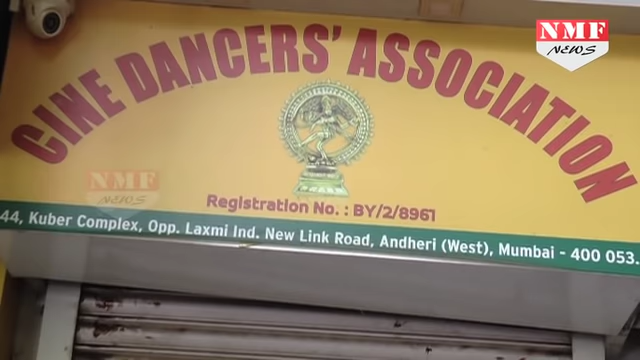 NMF
NEWS
CINE DANCERS' ASSOCIATION
NMF
NEWS
Registration No. : BY/2/8961
44, Kuber Complex, Opp. Laxmi Ind. New Link Road, Andheri (West), Mumbai - 400 053.